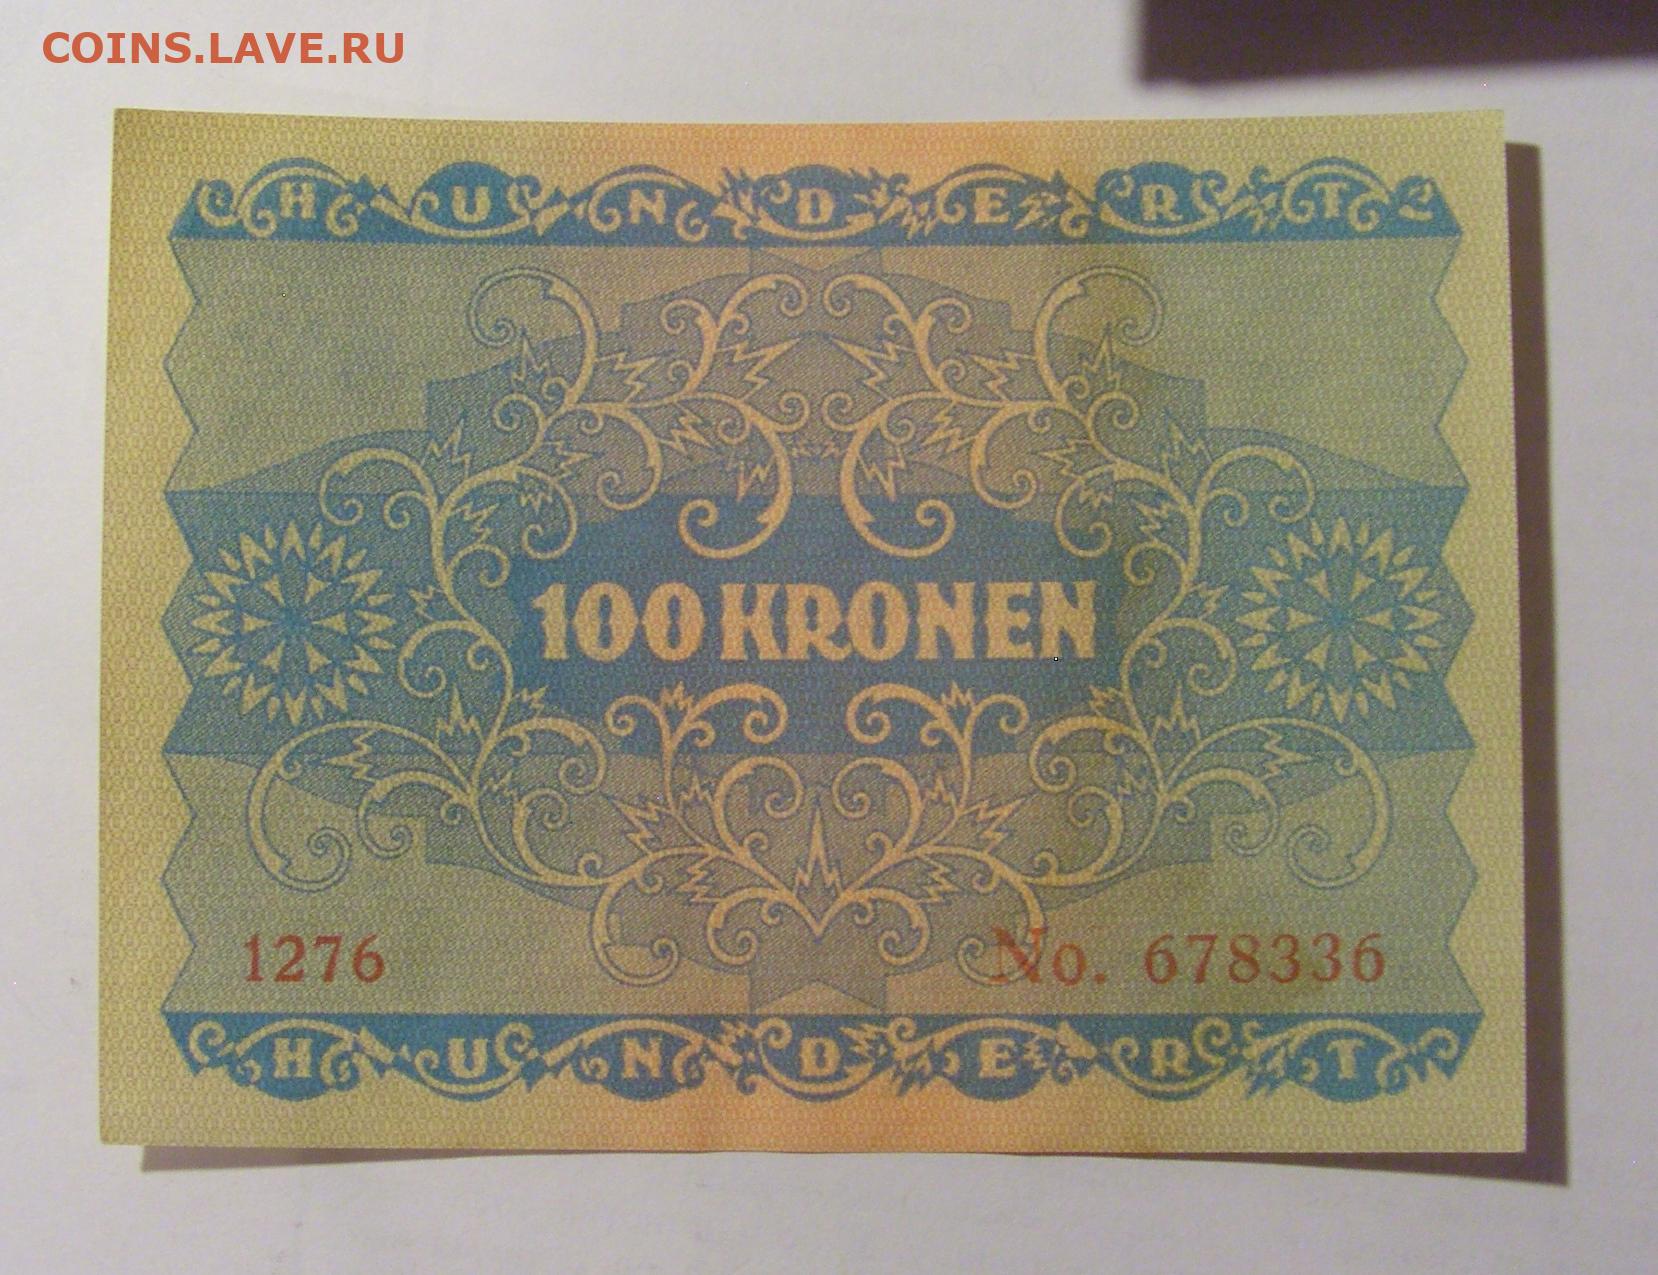 COINS.LAVE.RU
HUNDERT
100 KRONEN
1276 No. 678336
HUNDERT